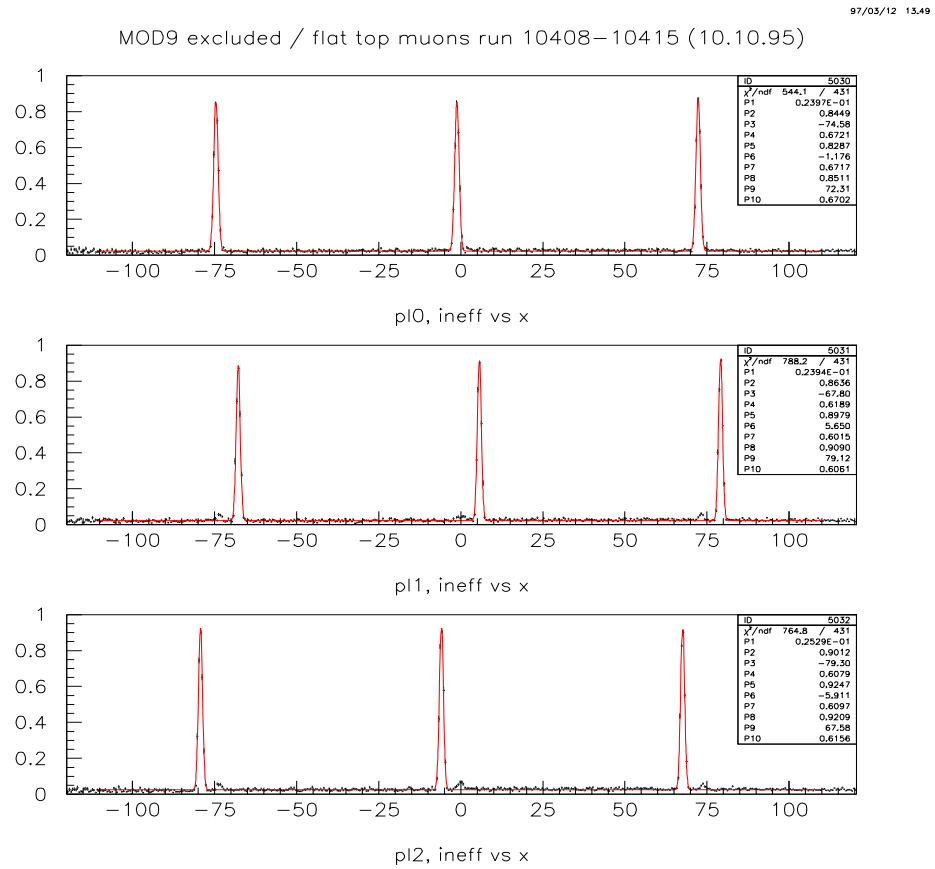 97/03/12 13.49
MOD9 excluded / flat top muons run 10408-10415 (10.10.95)
1
0.8
0.6
0.4
0.2
0
-100 -75 -50 -25 0 25 50 75 100
ID 5030
χ²/ndf 544.1 / 431
P1 0.2397E-01
P2 0.8449
P3 -74.58
P4 0.6721
P5 0.8287
P6 -1.176
P7 0.6717
P8 0.8511
P9 72.31
P10 0.6702
pl0, ineff vs x
1
0.8
0.6
0.4
0.2
0
-100 -75 -50 -25 0 25 50 75 100
ID 5031
χ²/ndf 788.2 / 431
P1 0.2394E-01
P2 0.8636
P3 -67.80
P4 0.6189
P5 0.8979
P6 5.650
P7 0.6015
P8 0.9090
P9 79.12
P10 0.6061
pl1, ineff vs x
1
0.8
0.6
0.4
0.2
0
-100 -75 -50 -25 0 25 50 75 100
ID 5032
χ²/ndf 764.8 / 431
P1 0.2529E-01
P2 0.9012
P3 -79.30
P4 0.6079
P5 0.9247
P6 -5.911
P7 0.6097
P8 0.9209
P9 67.58
P10 0.6156
pl2, ineff vs x